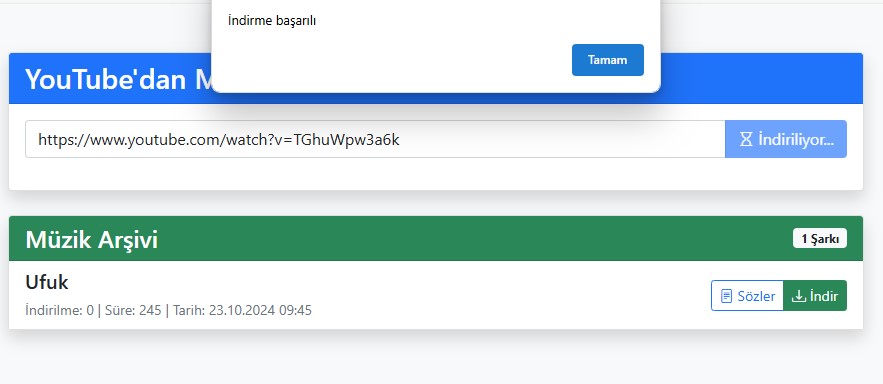 İndirme başarılı
Tamam
YouTube'dan
https://www.youtube.com/watch?v=TGhuWpw3a6k
İndiriliyor...
Müzik Arşivi
1 Şarkı
Ufuk
Sözler
İndir
İndirilme: 0 | Süre: 245 | Tarih: 23.10.2024 09:45